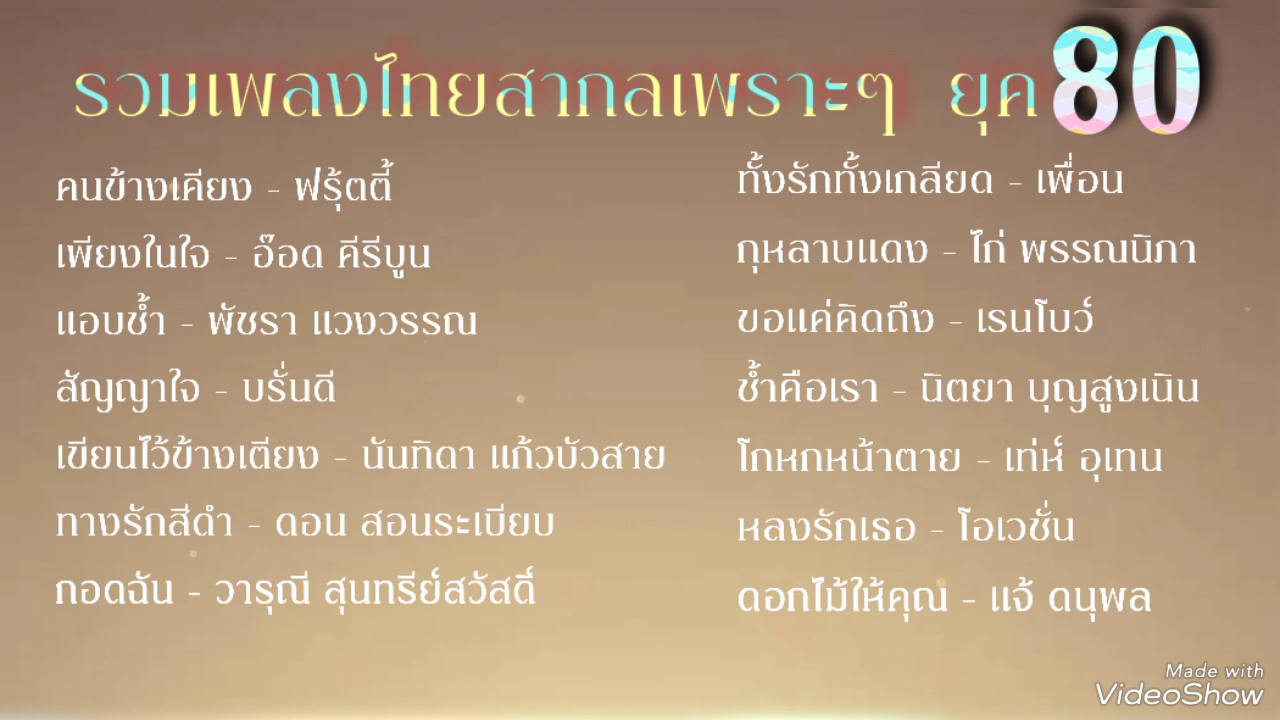 รวมเพลงไทยสากลเพราะๆ ยุค80
คนข้างเคียง - ฟรุ้ตตี้
เพียงในใจ - อ๊อด คีรีบูน
แอบช้ำ - พัชรา แวงวรรณ
สัญญาใจ - บรั่นดี
เขียนไว้ข้างเตียง - นันทิดา แก้วบัวสาย
ทางรักสีดำ - ดอน สอนระเบียบ
กอดฉัน - วารุณี สุนทรีย์สวัสดิ์
ทั้งรักทั้งเกลียด - เพื่อน
กุหลาบแดง - ไก่ พรรณนิภา
ขอแค่คิดถึง - เรนโบว์
ช้ำคือเรา - นิตยา บุญสูงเนิน
โกหกหน้าตาย - เท่ห์ อุเทน
หลงรักเธอ - โอเวชั่น
ดอกไม้ให้คุณ - แจ้ ดนุพล
Made with
VideoShow